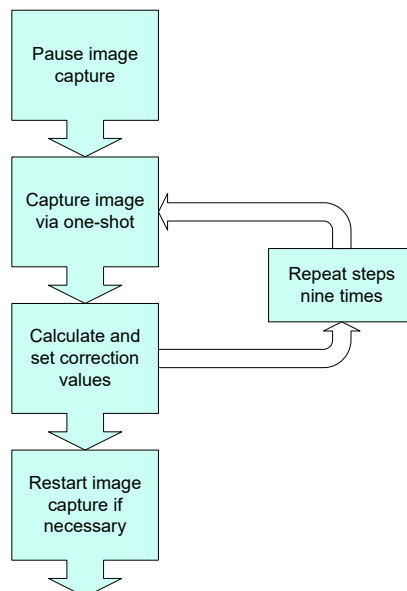 Pause image
capture
Capture image
via one-shot
Repeat steps
nine times
Calculate and
set correction
values
Restart image
capture if
necessary